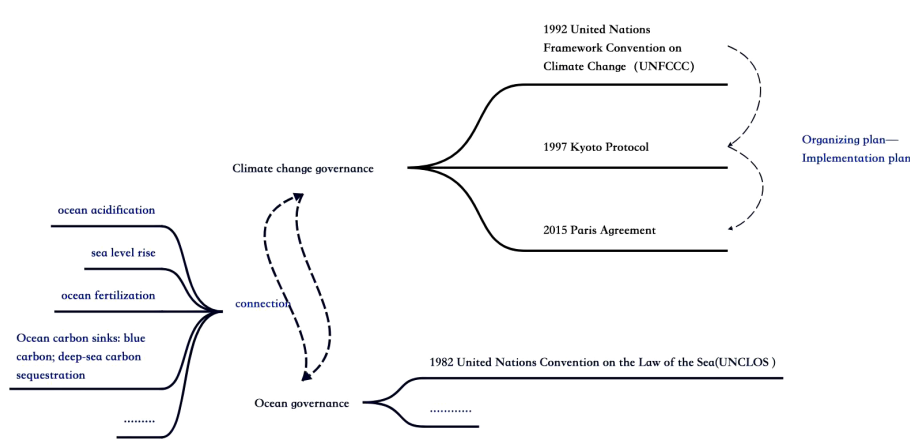 1992 United Nations
Framework Convention on
Climate Change (UNFCCC)
Organizing plan—
Implementation plan
1997 Kyoto Protocol
Climate change governance
2015 Paris Agreement
ocean acidification
sea level rise
ocean fertilization
connection
Ocean carbon sinks: blue
carbon; deep-sea carbon
sequestration
.........
1982 United Nations Convention on the Law of the Sea(UNCLOS )
Ocean governance
............